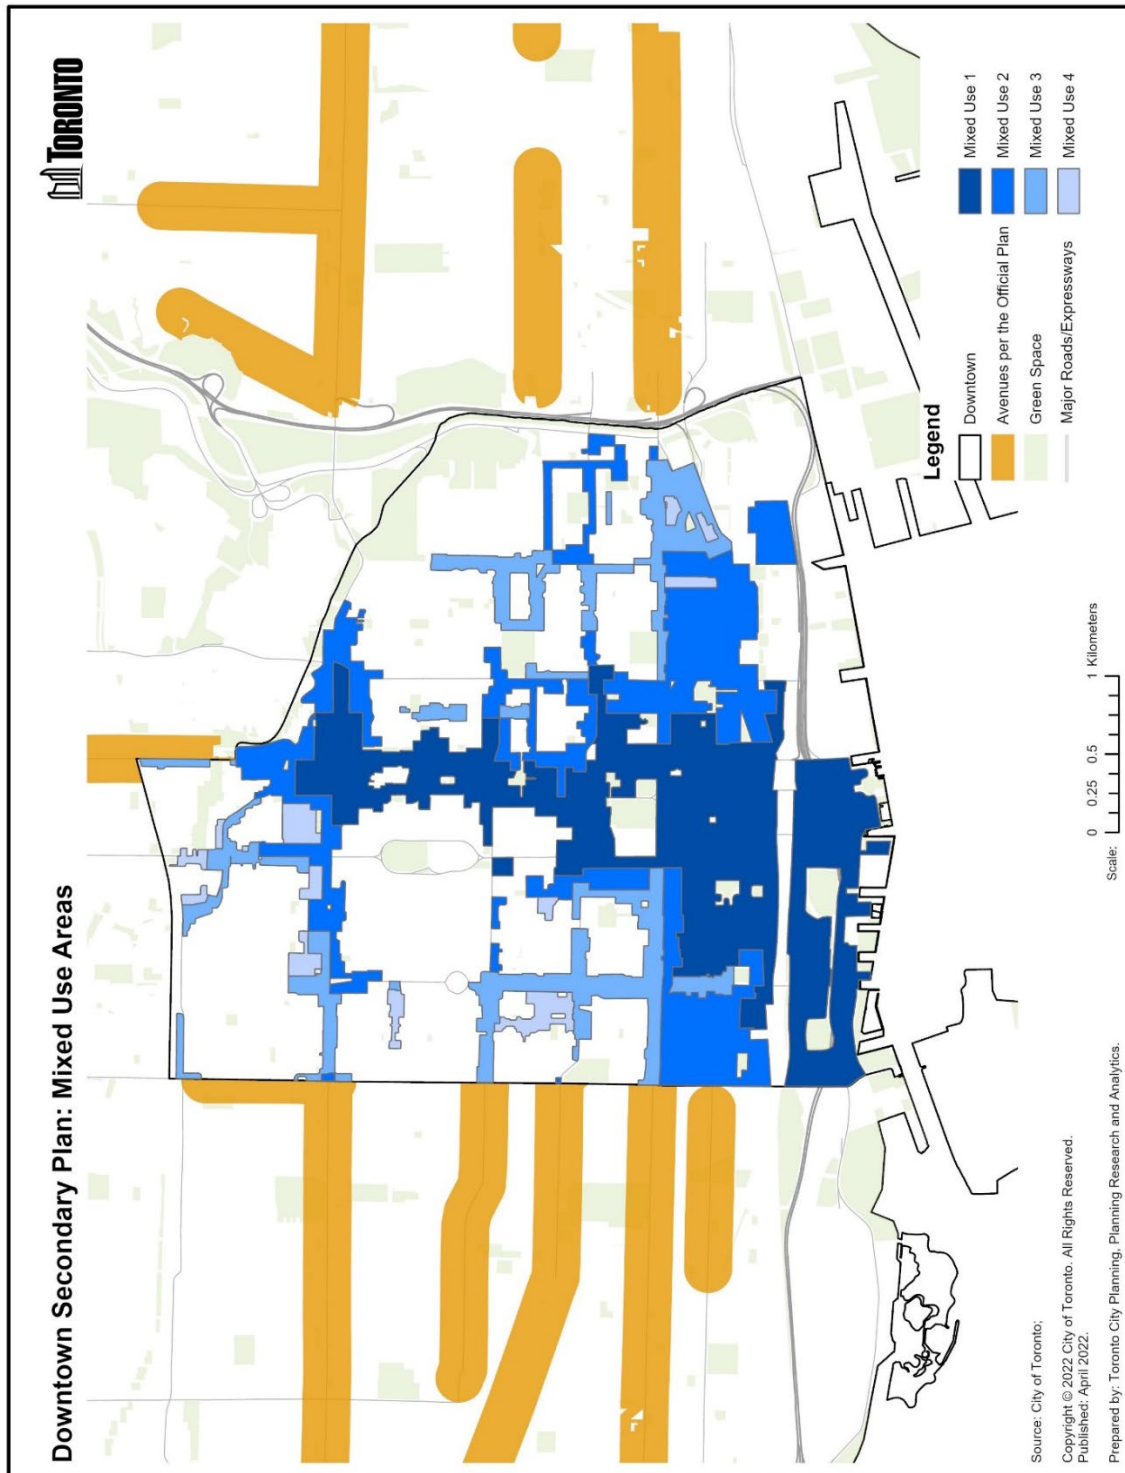 Downtown Secondary Plan: Mixed Use Areas
TORONTO
Legend
Downtown
Avenues per the Official Plan
Green Space
Major Roads/Expressways
Mixed Use 1
Mixed Use 2
Mixed Use 3
Mixed Use 4
Source: City of Toronto;
Copyright © 2022 City of Toronto. All Rights Reserved.
Published: April 2022.
Prepared by: Toronto City Planning, Planning Research and Analytics.
Scale:
0 0.25 0.5 1 Kilometers